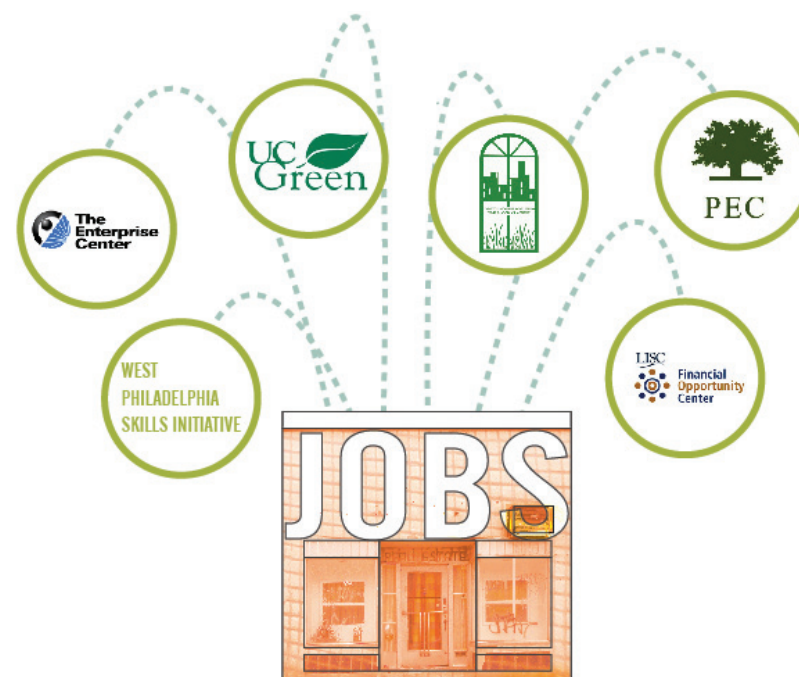 UC
Green
PEC
The
Enterprise
Center
WEST
PHILADELPHIA
SKILLS INITIATIVE
LISC
Financial
Opportunity
Center
JOBS